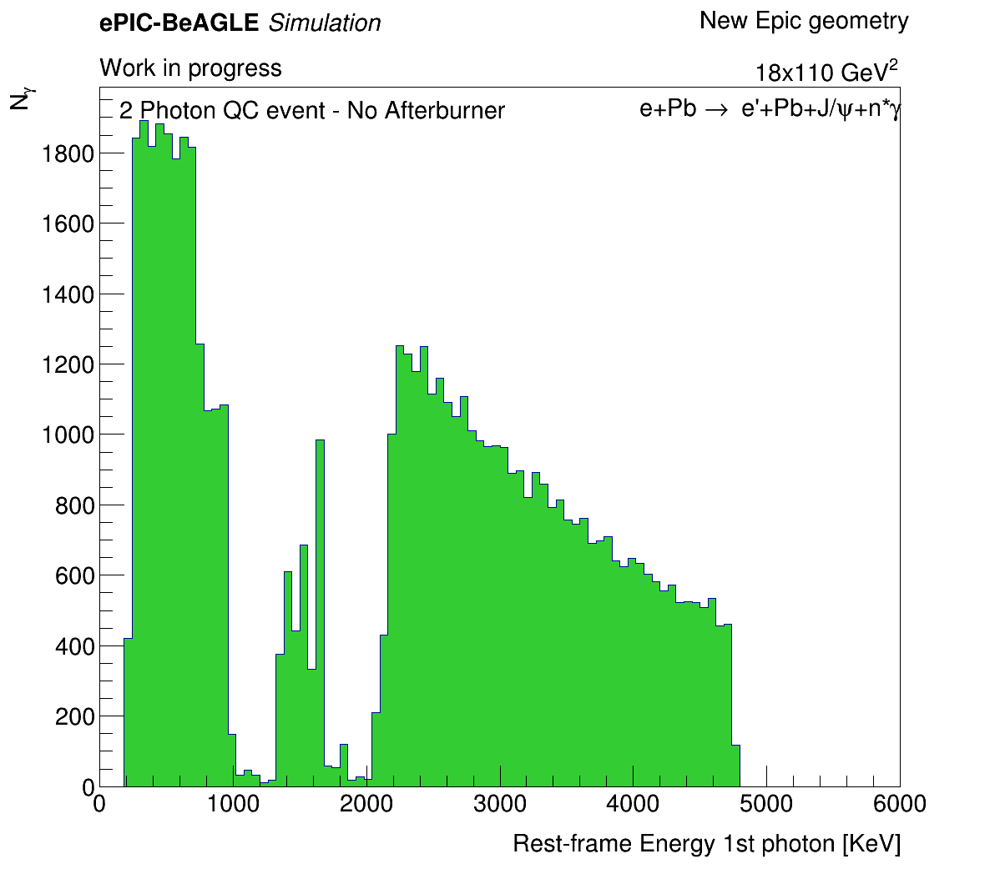 ePIC-BeAGLE Simulation
New Epic geometry
Work in progress
18x110 GeV²
Nγ
2 Photon QC event - No Afterburner
e+Pb → e'+Pb+J/ψ+n*γ
1800
1600
1400
1200
1000
800
600
400
200
0
0 1000 2000 3000 4000 5000 6000
Rest-frame Energy 1st photon [KeV]